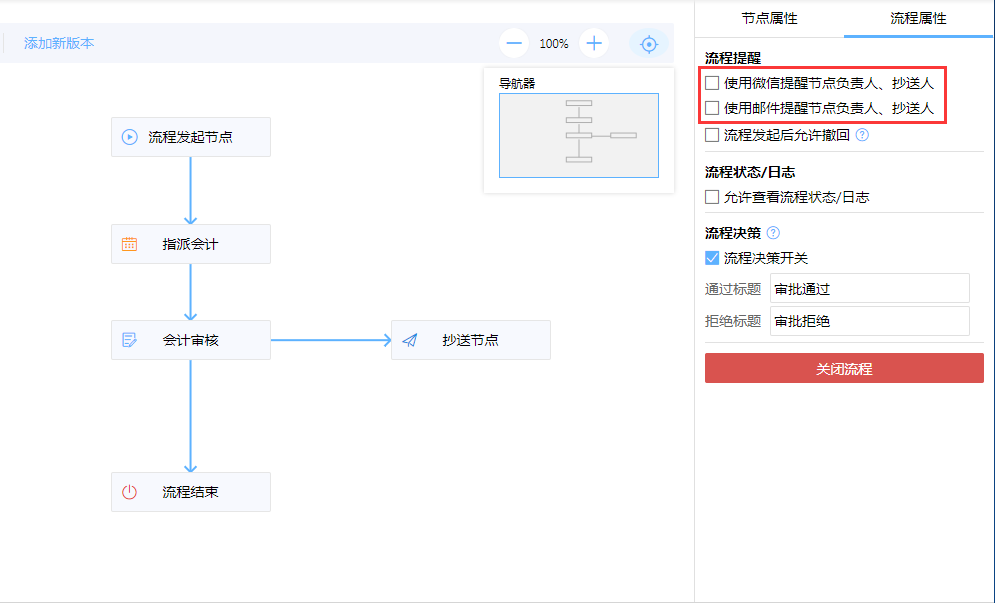 添加新版本
100%
导航器
流程发起节点
指派会计
会计审核
抄送节点
流程结束
节点属性
流程属性
流程提醒
使用微信提醒节点负责人、抄送人
使用邮件提醒节点负责人、抄送人
流程发起后允许撤回 ?
流程状态/日志
允许查看流程状态/日志
流程决策 ?
流程决策开关
通过标题 审批通过
拒绝标题 审批拒绝
关闭流程